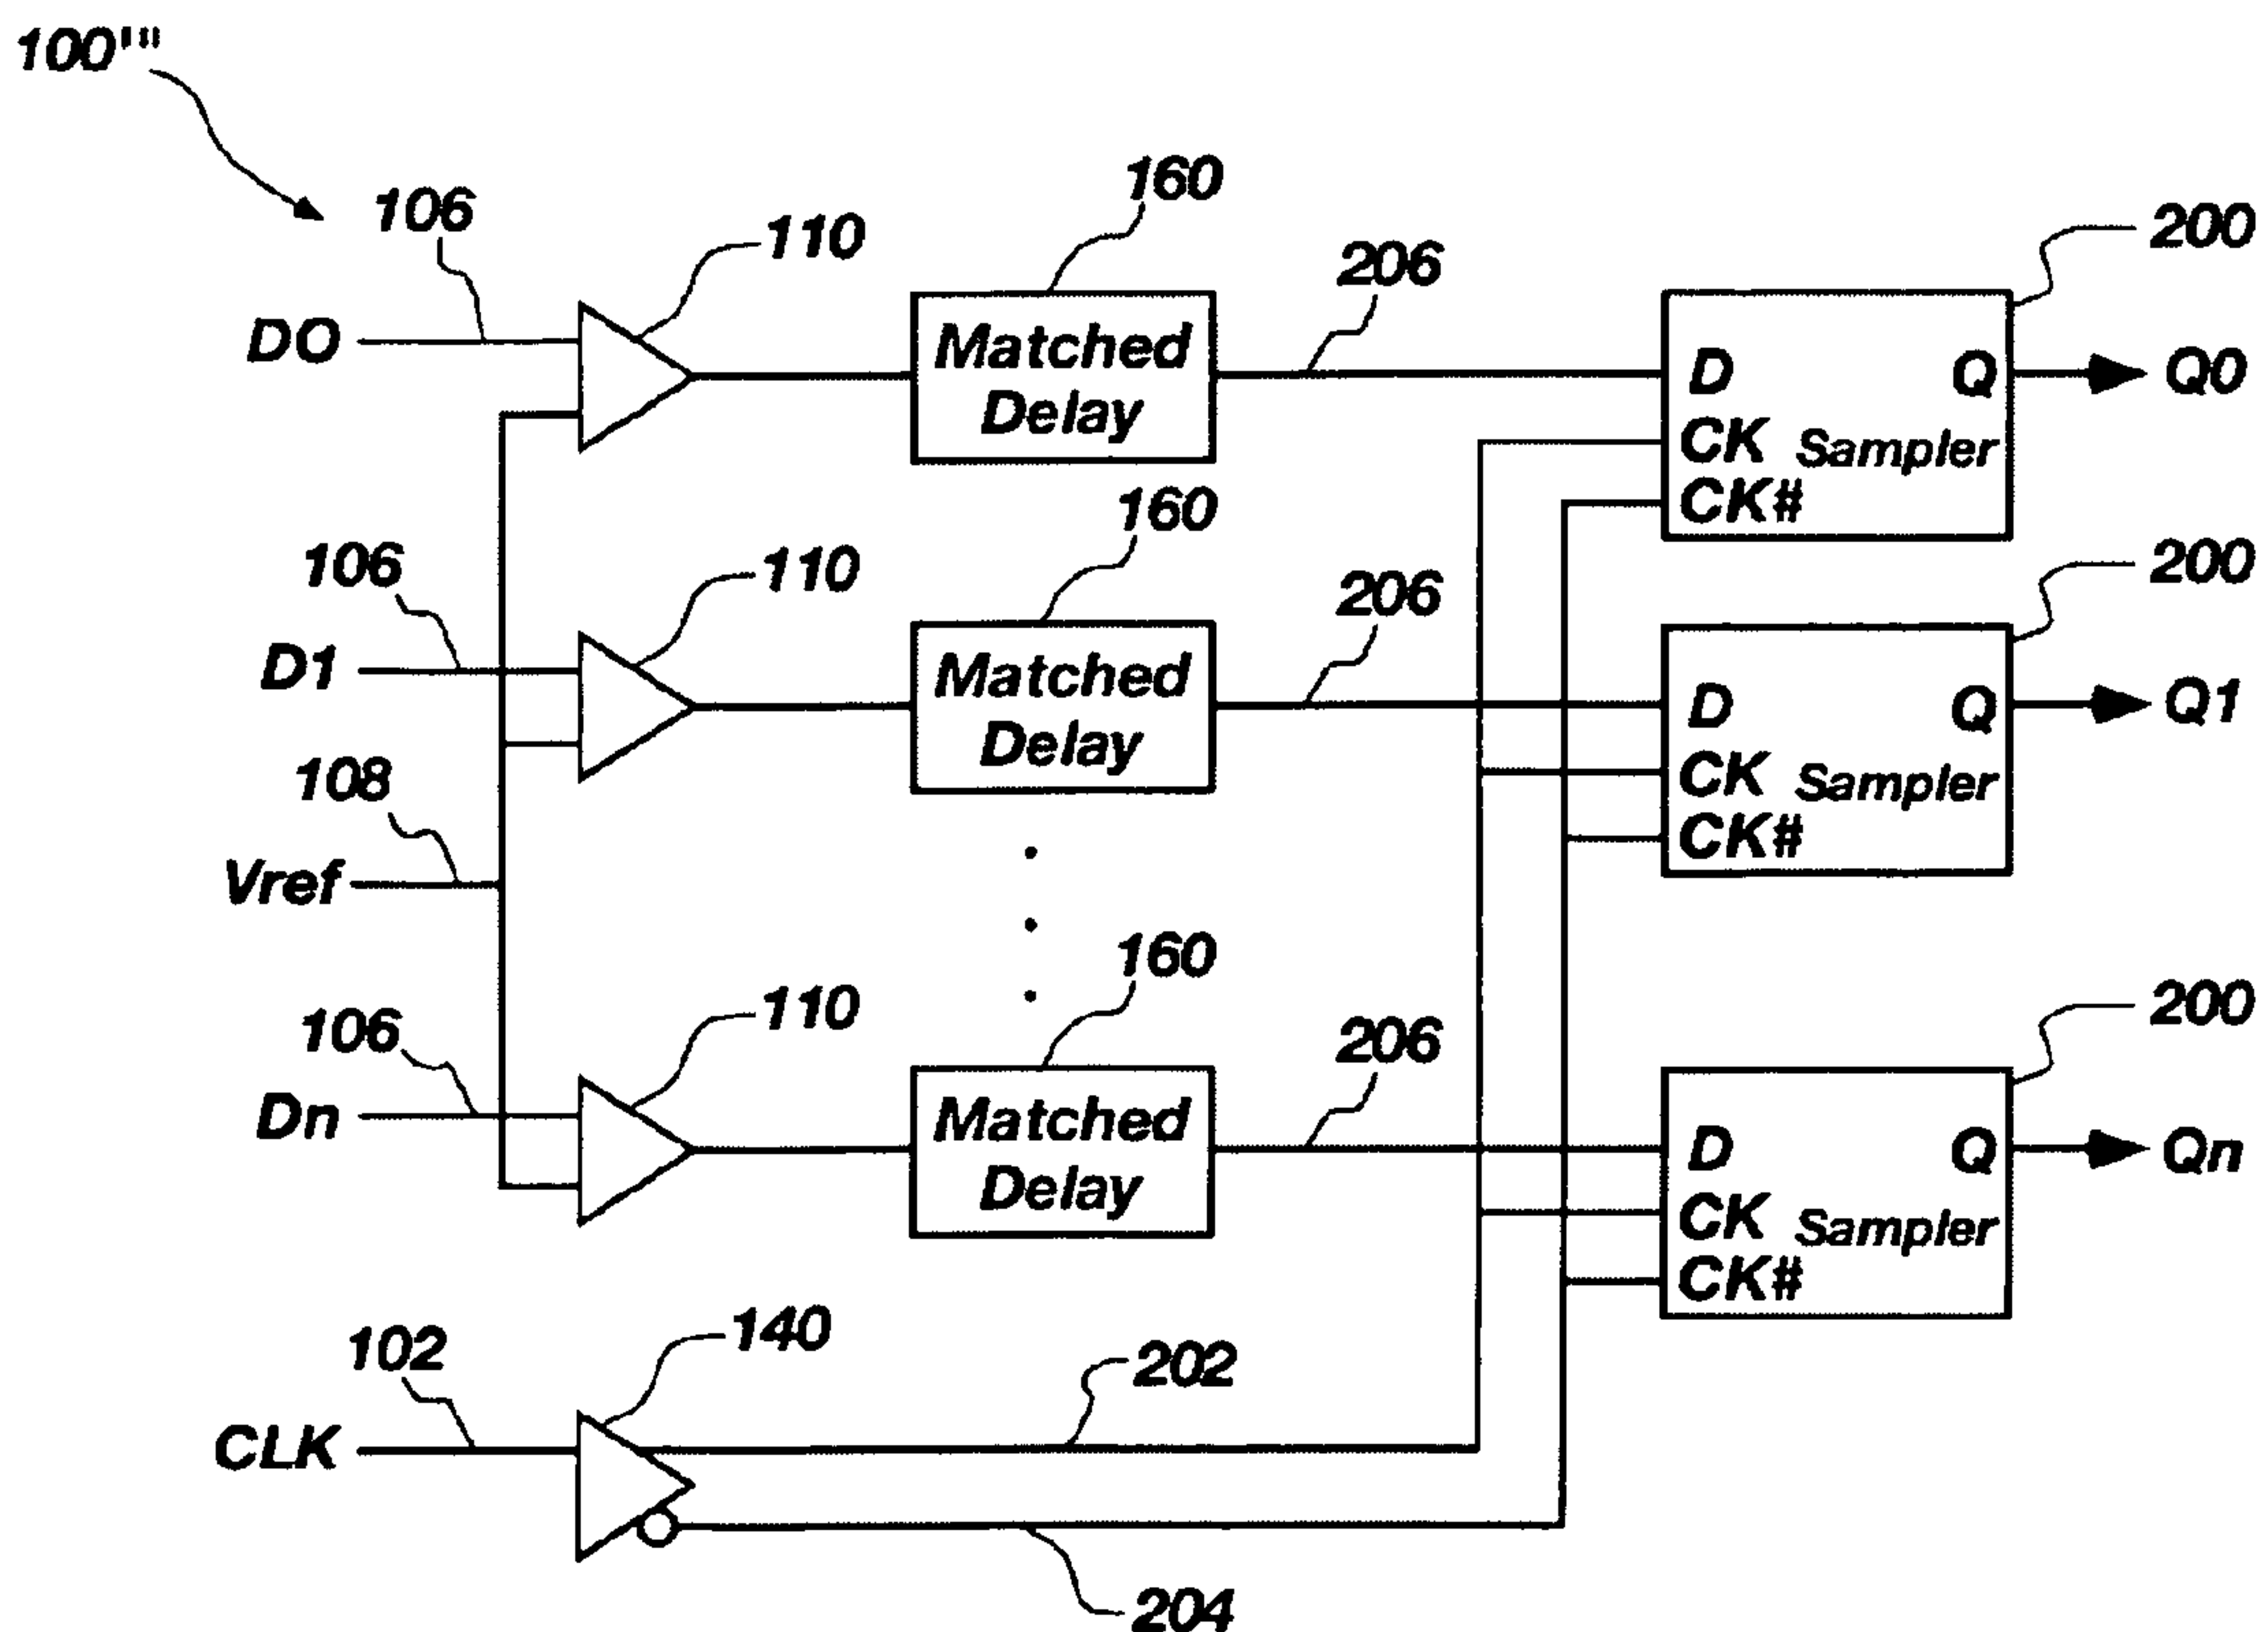 100''''
160
106
110
200
206
D0
Matched
Delay
D
Q
Q0
CK
Sampler
CK#
160
106
110
200
206
D1
Matched
Delay
D
Q
Q1
CK
Sampler
CK#
108
Vref
160
106
110
200
206
Dn
Matched
Delay
D
Q
Qn
CK
Sampler
CK#
102
140
202
CLK
204